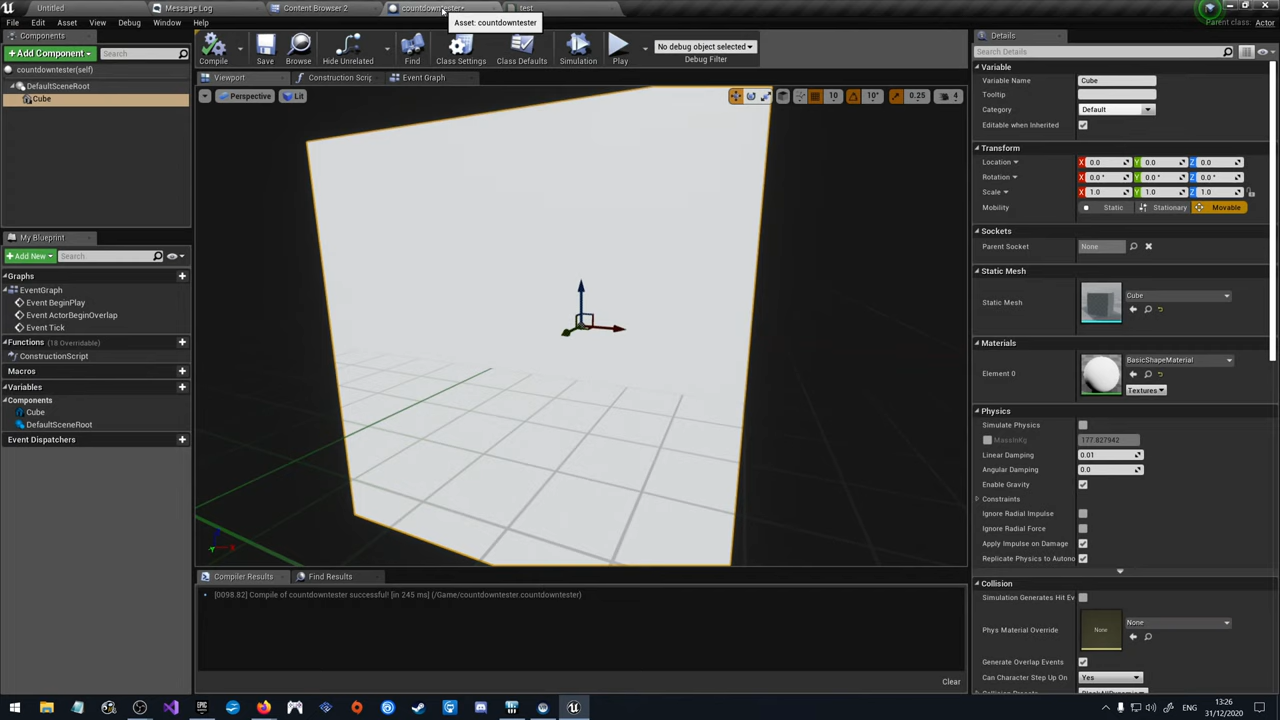 Untitled
Message Log
Content Browser 2
countdowntester*
test
File Edit Asset View Debug Window Help
Asset: countdowntester
Parent class: Actor
Components
Details
Add Component
Search
countdowntester(self)
DefaultSceneRoot
Cube
Compile
Save
Browse
Hide Unrelated
Find
Class Settings
Class Defaults
Simulation
Play
No debug object selected
Debug Filter
Viewport
Construction Scrip
Event Graph
Perspective
Lit
10
10°
0.25
4
My Blueprint
Add New
Search
Graphs
EventGraph
Event BeginPlay
Event ActorBeginOverlap
Event Tick
Functions (18 Overridable)
ConstructionScript
Macros
Variables
Components
Cube
DefaultSceneRoot
Event Dispatchers
Compiler Results
Find Results
[0098.82] Compile of countdowntester successful! [in 245 ms] (/Game/countdowntester.countdowntester)
Clear
Search Details
Variable
Variable Name Cube
Tooltip
Category Default
Editable when Inherited
Transform
Location X 0.0 Y 0.0 Z 0.0
Rotation X 0.0° Y 0.0° Z 0.0°
Scale X 1.0 Y 1.0 Z 1.0
Mobility Static Stationary Movable
Sockets
Parent Socket None
Static Mesh
Static Mesh Cube
Materials
Element 0 BasicShapeMaterial
Textures
Physics
Simulate Physics
MassInKg 177.827942
Linear Damping 0.01
Angular Damping 0.0
Enable Gravity
Constraints
Ignore Radial Impulse
Ignore Radial Force
Apply Impulse on Damage
Replicate Physics to Autono
Collision
Simulation Generates Hit Ev
Phys Material Override None None
Generate Overlap Events
Can Character Step Up On Yes
ENG
13:26
31/12/2020